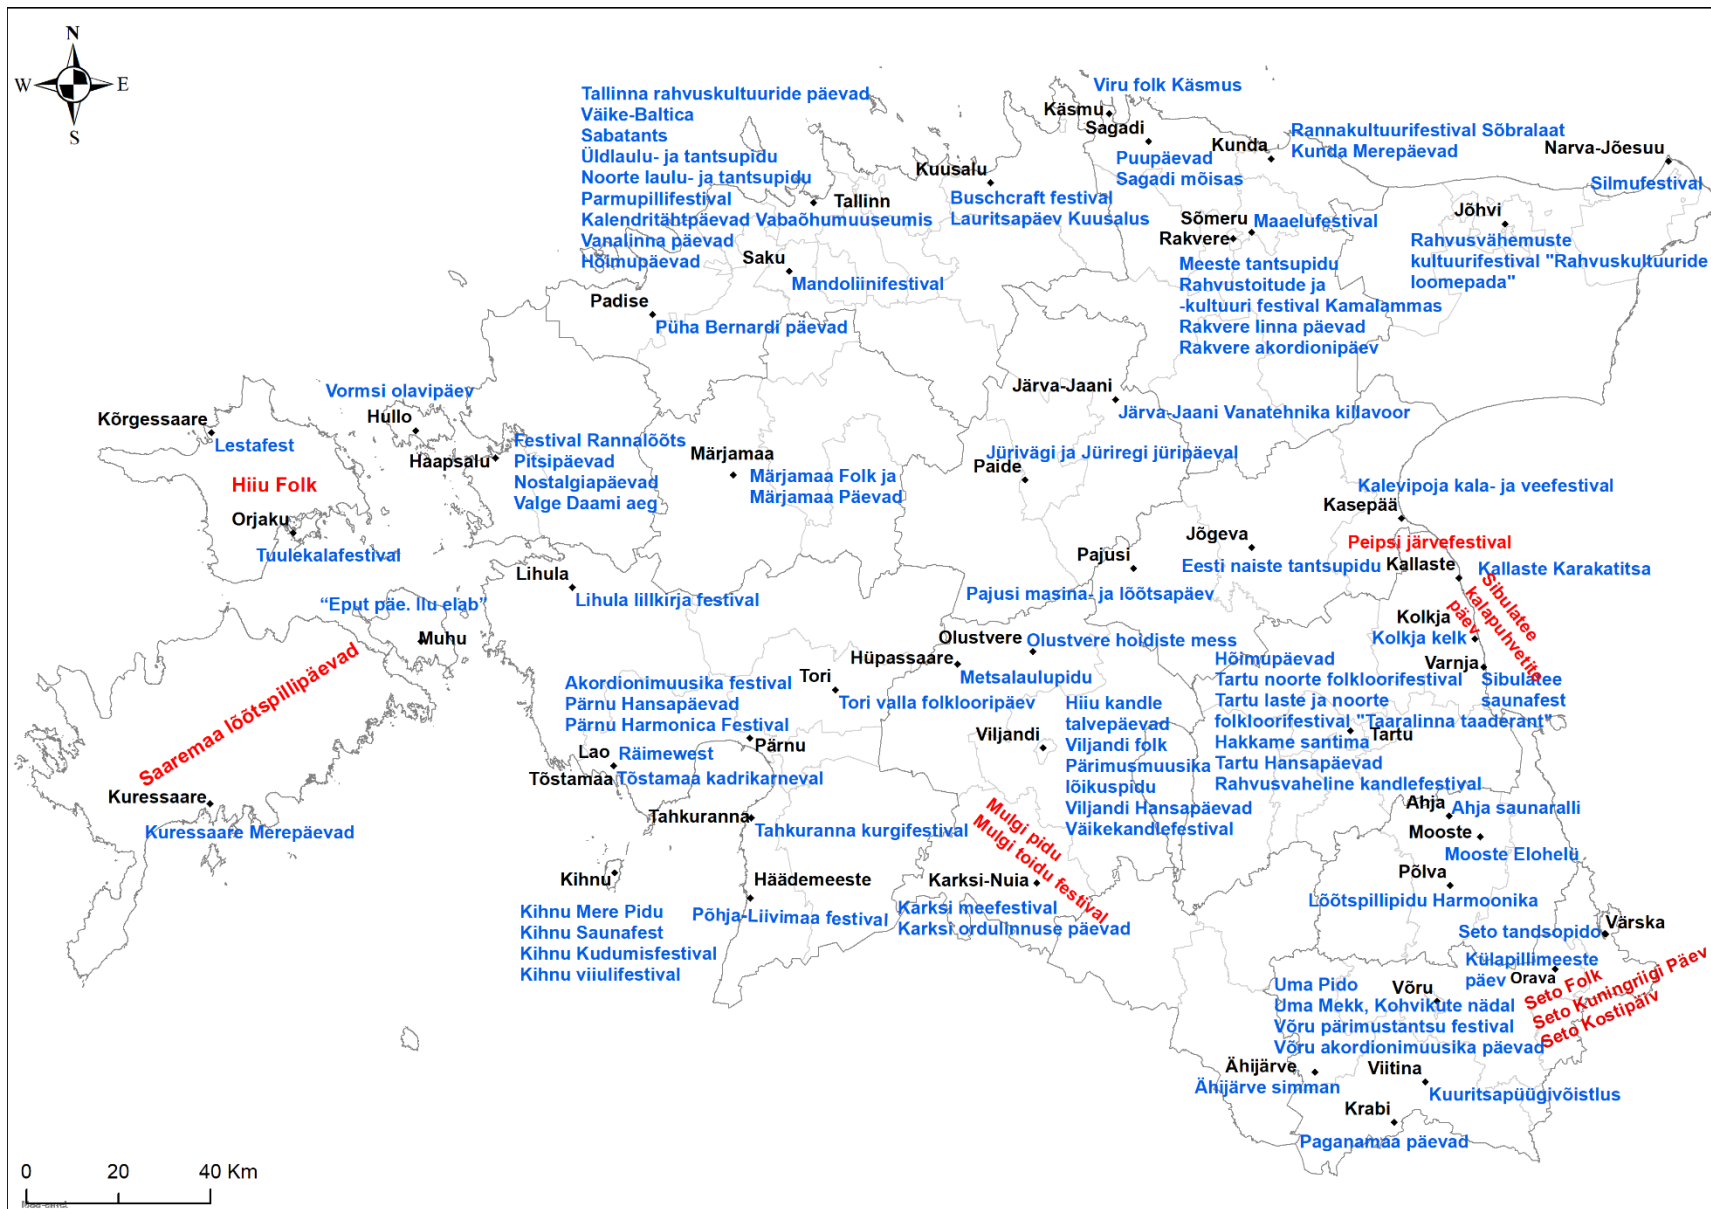 N
W
E
S
Tallinna rahvuskultuuride päevad
Väike-Baltica
Sabatants
Üldlaulu- ja tantsupidu
Noorte laulu- ja tantsupidu
Parmupillifestival
Kalendritähtpäevad Vabaõhumuuseumis
Vanalinna päevad
Hõimupäevad
Tallinn
Saku
Mandoliinifestival
Padise
Püha Bernardi päevad
Viru folk Käsmus
Käsmu
Sagadi
Puupäevad
Sagadi mõisas
Kuusalu
Buschcraft festival
Lauritsapäev Kuusalus
Kunda
Rannakultuurifestival Sõbralaat
Kunda Merepäevad
Narva-Jõesuu
Silmufestival
Sõmeru
Maaelufestival
Rakvere
Meeste tantsupidu
Rahvustoitude ja
-kultuuri festival Kamalammas
Rakvere linna päevad
Rakvere akordionipäev
Jõhvi
Rahvusvähemuste
kultuurifestival "Rahvuskultuuride
loomepada"
Vormsi olavipäev
Hullo
Kõrgessaare
Lestafest
Hiiu Folk
Orjaku
Tuulekalafestival
Haapsalu
Festival Rannalõõts
Pitsipäevad
Nostalgiapäevad
Valge Daami aeg
Märjamaa
Märjamaa Folk ja
Märjamaa Päevad
Järva-Jaani
Järva-Jaani Vanatehnika killavoor
Jürivägi ja Jüriregi jüripäeval
Paide
Kalevipoja kala- ja veefestival
Kasepää
Peipsi järvefestival
Kallaste
Kallaste Karakatitsa
Jõgeva
Eesti naiste tantsupidu
Pajusi
Pajusi masina- ja lõõtsapäev
Sibulatee
kalapuhvetite
päev
Kolkja
Kolkja kelk
Varnja
Sibulatee
saunafest
Lihula
Lihula lillkirja festival
“Eput päe. Ilu elab”
Muhu
Saaremaa lõõtspillipäevad
Kuressaare
Kuressaare Merepäevad
Olustvere
Olustvere hoidiste mess
Hüpassaare
Metsalaulupidu
Tori
Tori valla folklooripäev
Akordionimuusika festival
Pärnu Hansapäevad
Pärnu Harmonica Festival
Pärnu
Lao
Räimewest
Tõstamaa
Tõstamaa kadrikarneval
Viljandi
Hiiu kandle
talvepäevad
Viljandi folk
Pärimusmuusika
lõikuspidu
Viljandi Hansapäevad
Väikekandlefestival
Hõimupäevad
Tartu noorte folkloorifestival
Tartu laste ja noorte
folkloorifestival "Taaralinna taaderant"
Hakkame santima
Tartu
Tartu Hansapäevad
Rahvusvaheline kandlefestival
Tahkuranna
Tahkuranna kurgifestival
Mulgi pidu
Mulgi toidu festival
Ahja
Ahja saunaralli
Mooste
Mooste Elohelü
Põlva
Lõõtspillipidu Harmoonika
Kihnu
Kihnu Mere Pidu
Kihnu Saunafest
Kihnu Kudumisfestival
Kihnu viiulifestival
Häädemeeste
Põhja-Liivimaa festival
Karksi-Nuia
Karksi meefestival
Karksi ordulinnuse päevad
Värska
Seto tandsopido
Külapillimeeste
päev
Orava
Seto Folk
Seto Kuningriigi Päev
Seto Kostipäiv
Võru
Uma Pido
Uma Mekk, Kohvikute nädal
Võru pärimustantsu festival
Võru akordionimuusika päevad
Ähijärve
Ähijärve simman
Viitina
Kuuritsapüügivõistlus
Krabi
Paganamaa päevad
0 20 40 Km